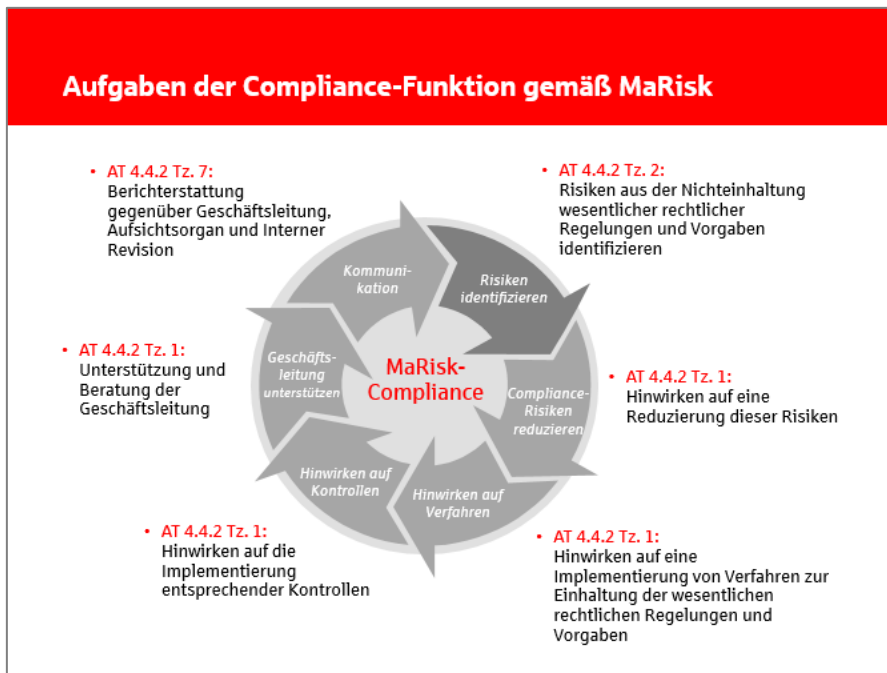 Aufgaben der Compliance-Funktion gemäß MaRisk
• AT 4.4.2 Tz. 7:
Berichterstattung
gegenüber Geschäftsleitung,
Aufsichtsorgan und Interner
Revision
• AT 4.4.2 Tz. 2:
Risiken aus der Nichteinhaltung
wesentlicher rechtlicher
Regelungen und Vorgaben
identifizieren
Kommuni-
kation
Risiken
identifizieren
• AT 4.4.2 Tz. 1:
Unterstützung und
Beratung der
Geschäftsleitung
Geschäfts-
leitung
unterstützen
MaRisk-
Compliance
Compliance-
Risiken
reduzieren
• AT 4.4.2 Tz. 1:
Hinwirken auf eine
Reduzierung dieser Risiken
Hinwirken auf
Kontrollen
Hinwirken auf
Verfahren
• AT 4.4.2 Tz. 1:
Hinwirken auf die
Implementierung
entsprechender Kontrollen
• AT 4.4.2 Tz. 1:
Hinwirken auf eine
Implementierung von Verfahren zur
Einhaltung der wesentlichen
rechtlichen Regelungen und
Vorgaben